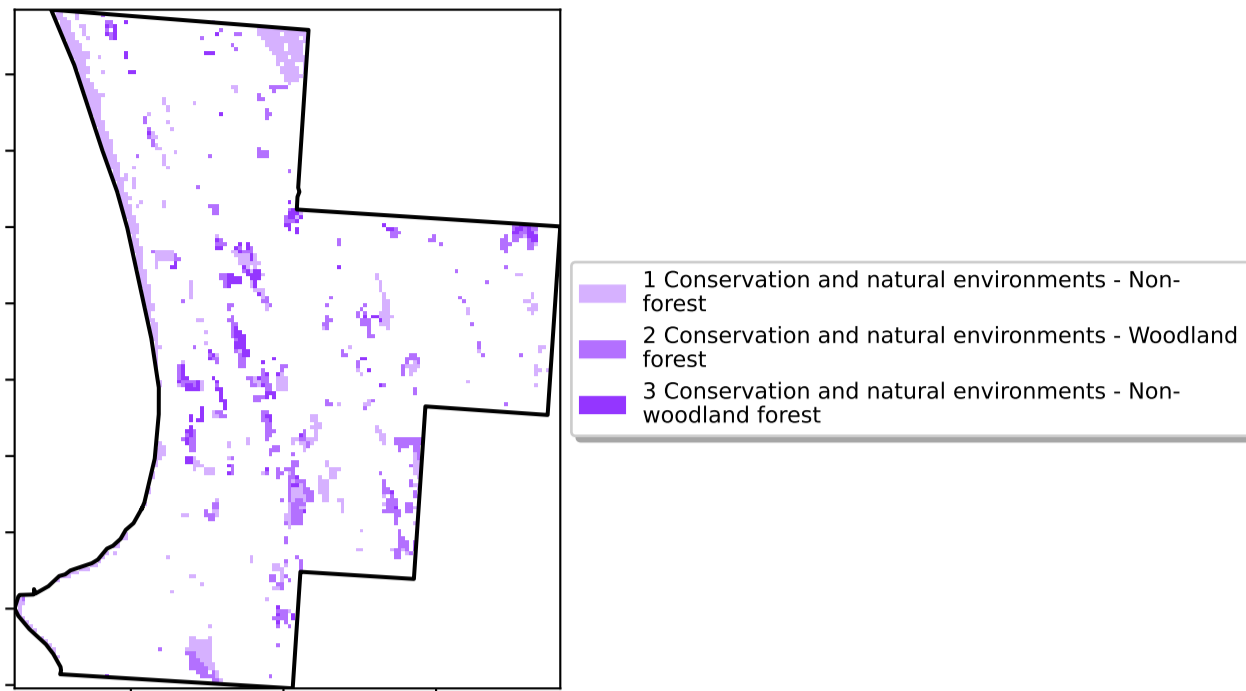 1 Conservation and natural environments - Non-
forest
2 Conservation and natural environments - Woodland
forest
3 Conservation and natural environments - Non-
woodland forest